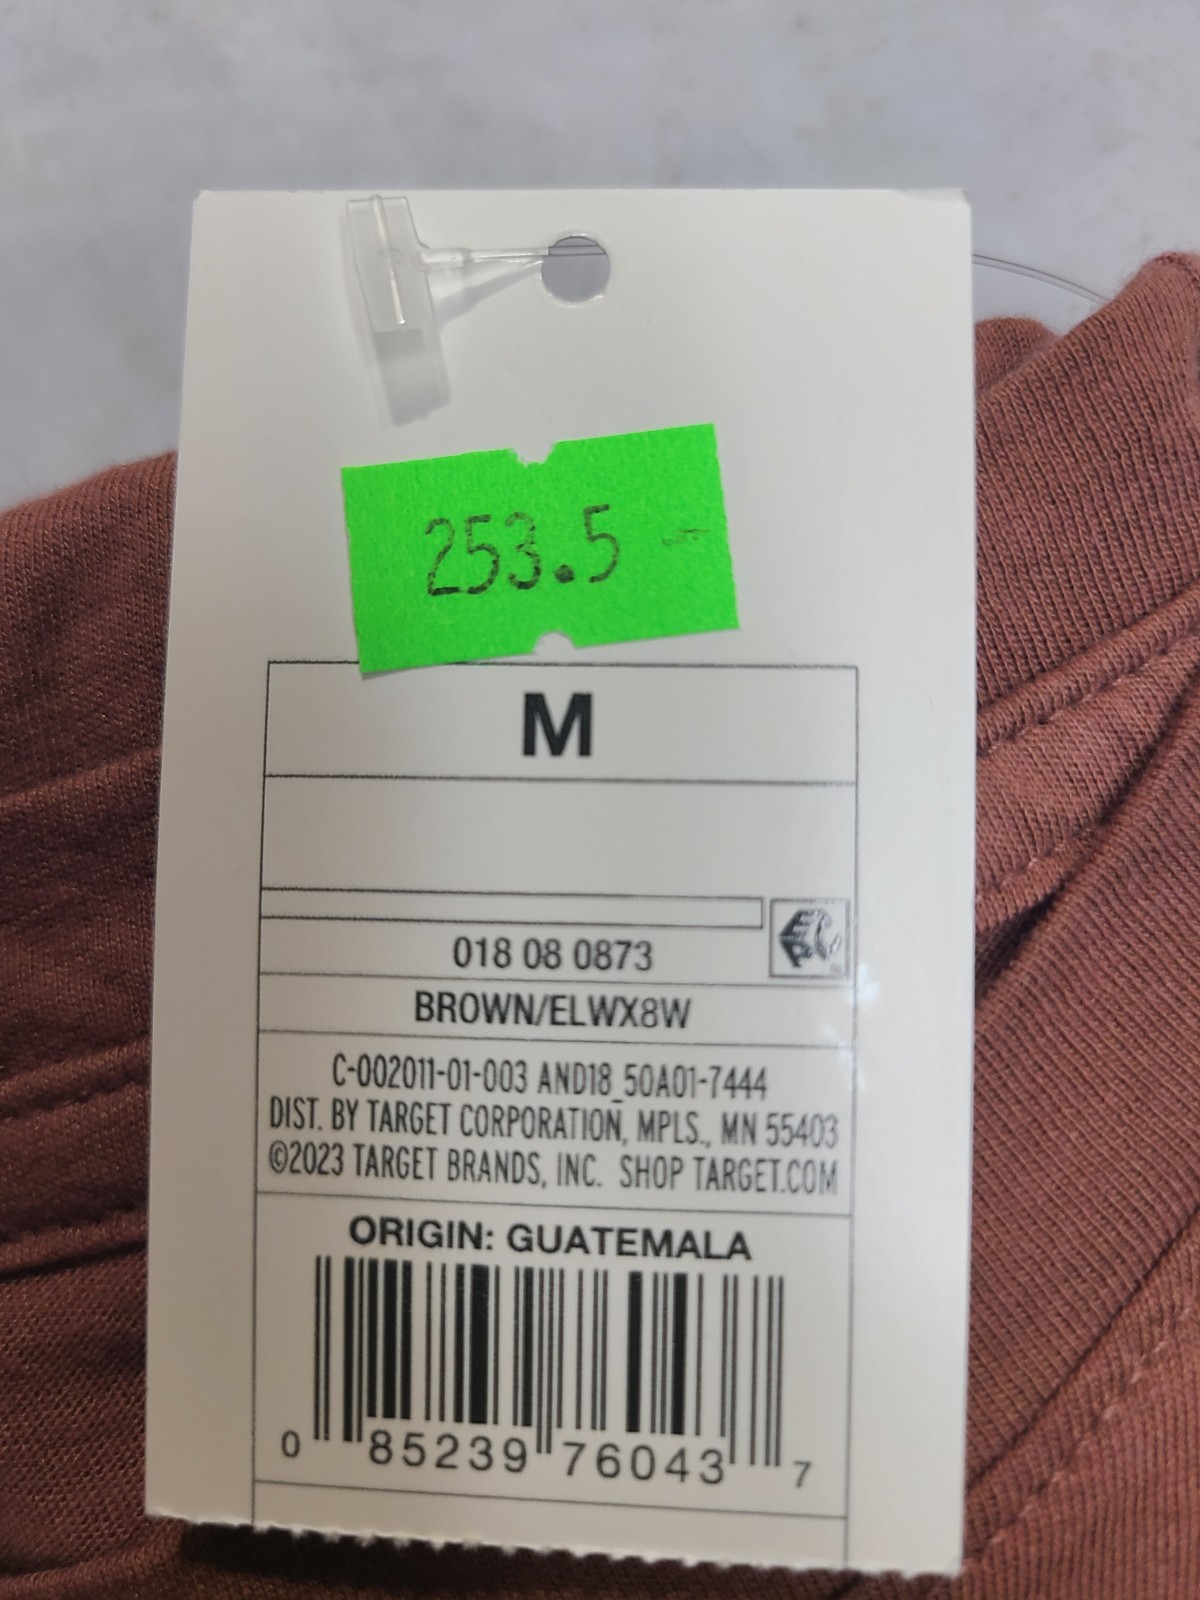 253.5 -
M
018 08 0873
BROWN/ELWX8W
C-002011-01-003 AND18_50A01-7444
DIST. BY TARGET CORPORATION, MPLS., MN 55403
©2023 TARGET BRANDS, INC. SHOP TARGET.COM
ORIGIN: GUATEMALA
0 85239 76043 7